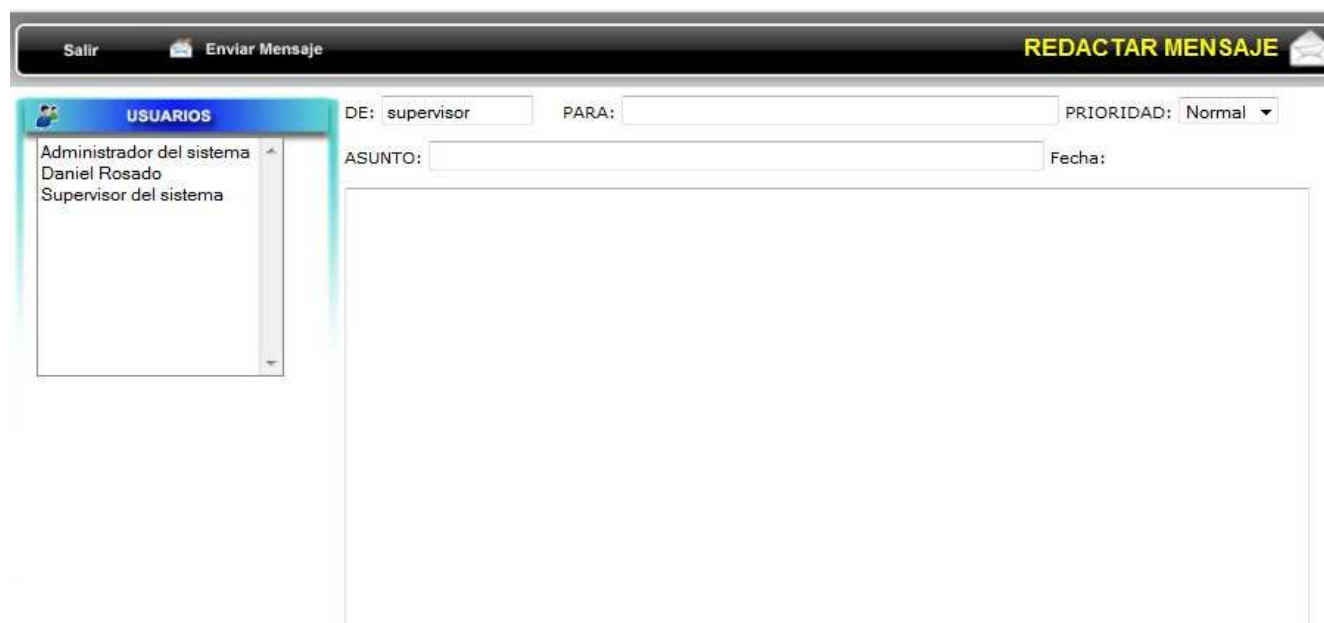 Salir Enviar Mensaje REDACTAR MENSAJE
USUARIOS
Administrador del sistema
Daniel Rosado
Supervisor del sistema
DE: supervisor PARA: PRIORIDAD: Normal
ASUNTO: Fecha: